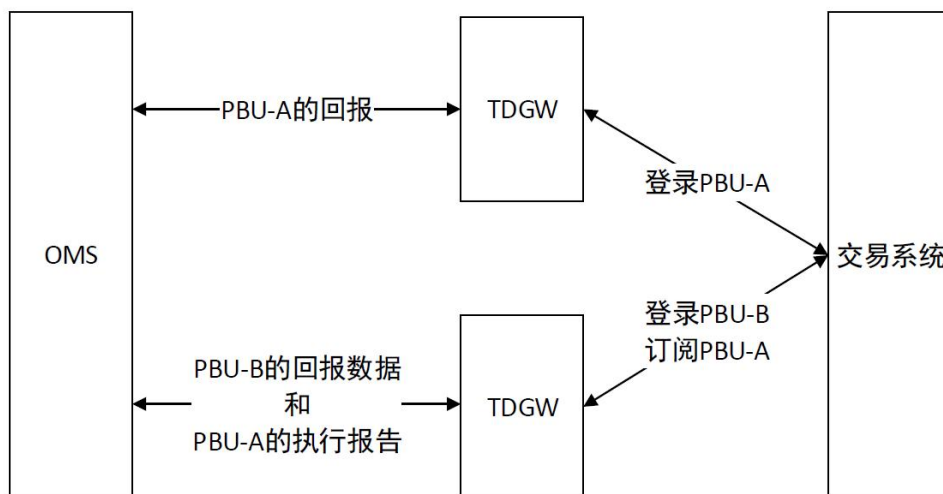 PBU-A的回报
TDGW
登录PBU-A
OMS
交易系统
登录PBU-B
订阅PBU-A
PBU-B的回报数据
和
PBU-A的执行报告
TDGW